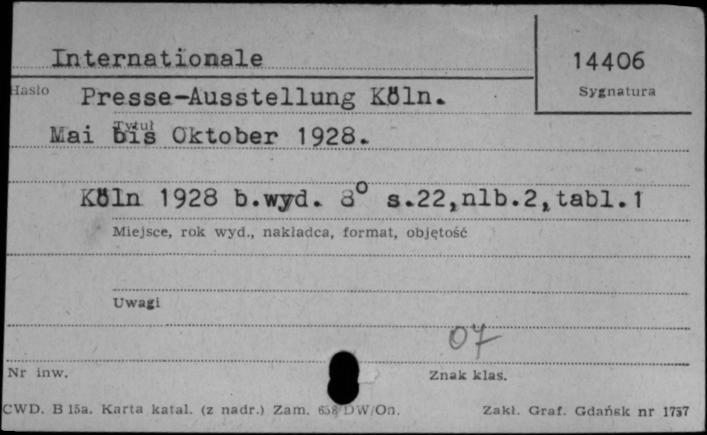 Internationale
14406
Hasło Presse-Ausstellung Köln.
Sygnatura
Tytuł
Mai bis Oktober 1928.
Köln 1928 b.wyd. 8° s.22,nlb.2,tabl.1
Miejsce, rok wyd., nakładca, format, objętość
Uwagi
07
Nr inw.
Znak klas.
CWD. B 15a. Karta katal. (z nadr.) Zam. 658/DW/On. Zakł. Graf. Gdańsk nr 1737